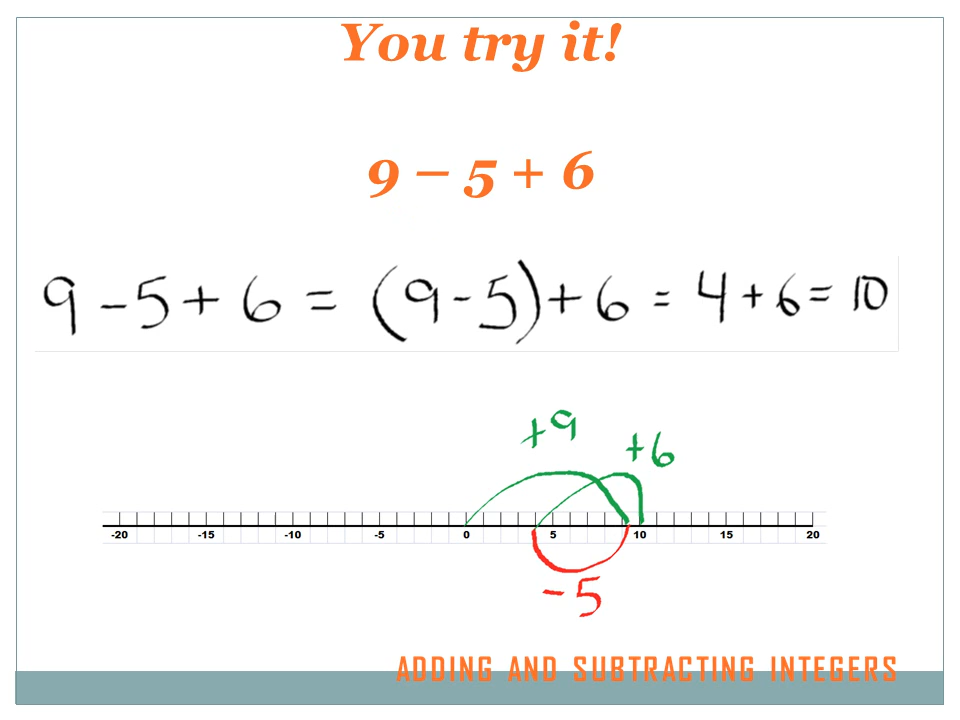 You try it!
9 – 5 + 6
9 - 5 + 6 = (9 - 5) + 6 = 4 + 6 = 10
+9
+6
-20 -15 -10 -5 0 5 10 15 20
-5
ADDING AND SUBTRACTING INTEGERS